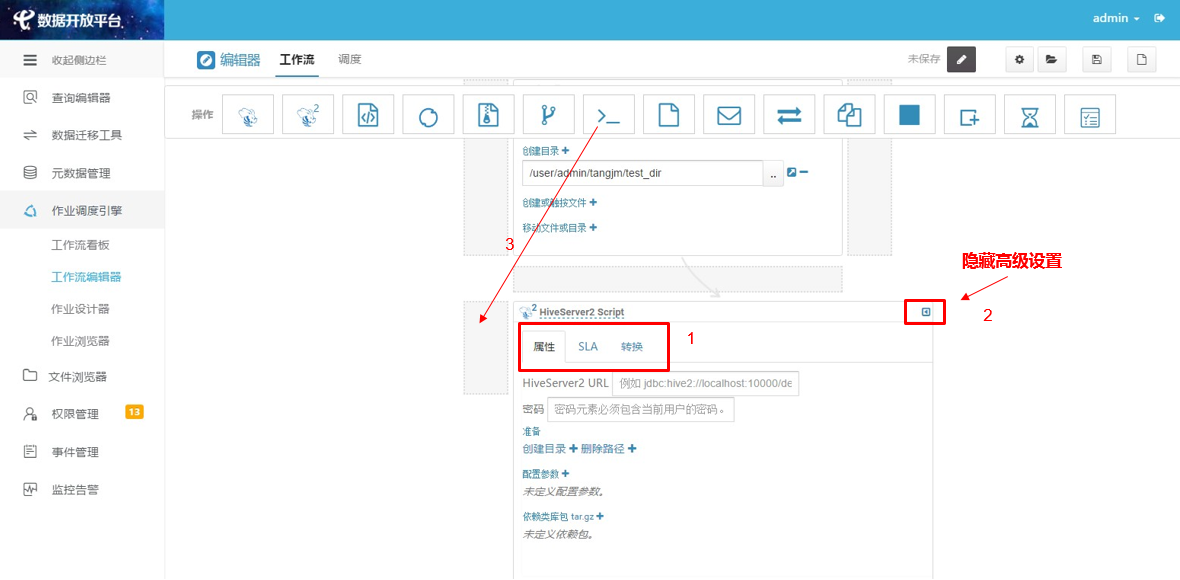 数据开放平台
admin
收起侧边栏
编辑器
工作流
调度
未保存
查询编辑器
数据迁移工具
元数据管理
作业调度引擎
工作流看板
工作流编辑器
作业设计器
作业浏览器
文件浏览器
权限管理
13
事件管理
监控告警
操作
2
创建目录
/user/admin/tangjm/test_dir
..
创建或触按文件
移动文件或目录
3
隐藏高级设置
2
2
HiveServer2 Script
1
属性
SLA
转换
HiveServer2 URL
例如 jdbc:hive2://localhost:10000/de
密码
密码元素必须包含当前用户的密码。
准备
创建目录
删除路径
配置参数
未定义配置参数。
依赖类库包 tar.gz
未定义依赖包。